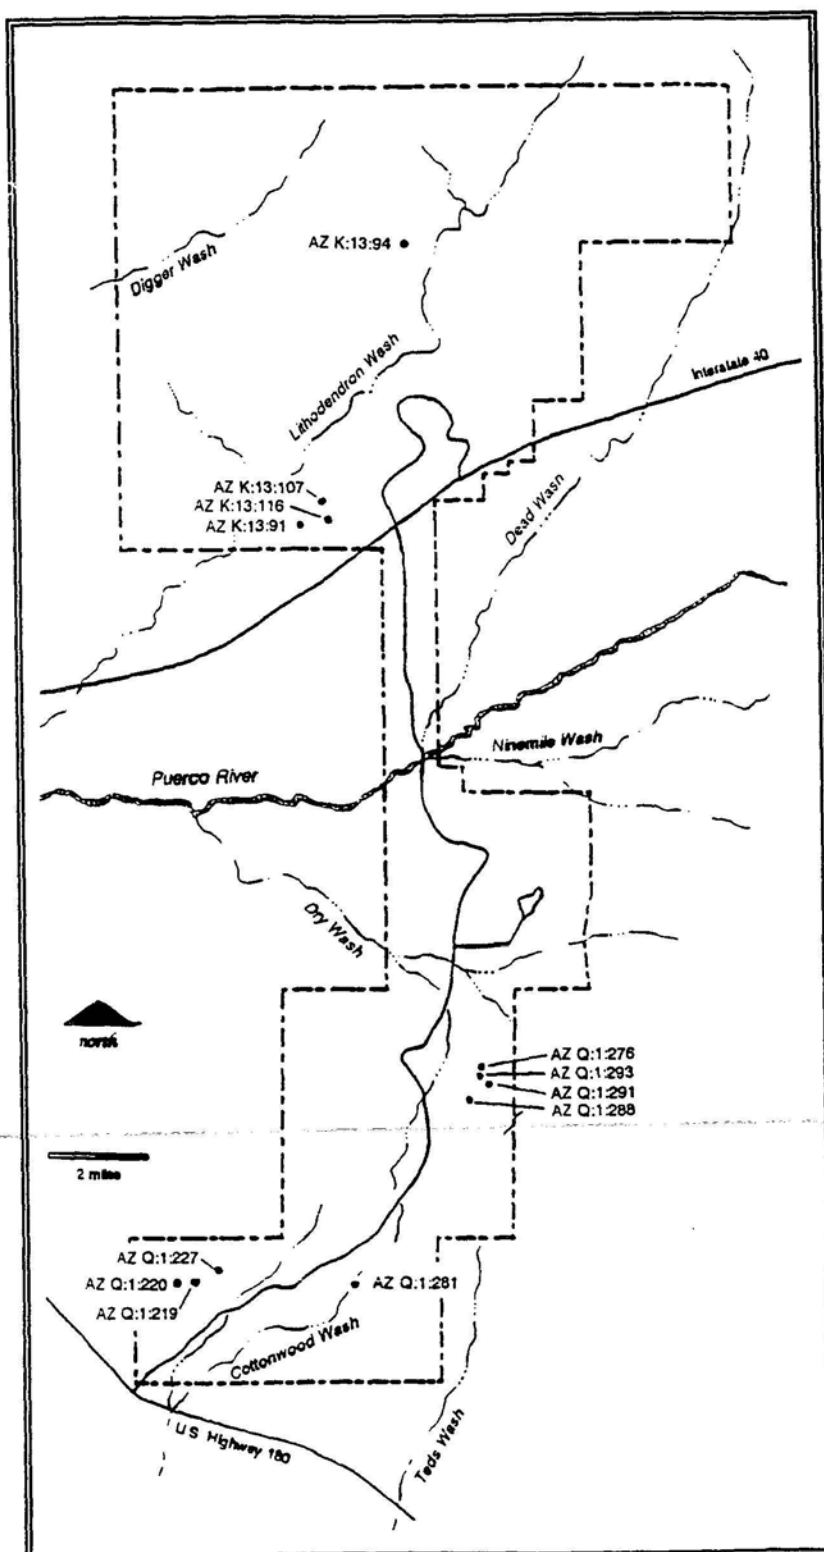 AZ K:13:94
Digger Wash
Lithodendron Wash
Interstate 40
AZ K:13:107
AZ K:13:116
AZ K:13:91
Dead Wash
Ninemile Wash
Puerco River
Dry Wash
north
AZ Q:1:276
AZ Q:1:293
AZ Q:1:291
AZ Q:1:288
2 miles
AZ Q:1:227
AZ Q:1:220
AZ Q:1:281
AZ Q:1:219
Cottonwood Wash
U S Highway 180
Teds Wash